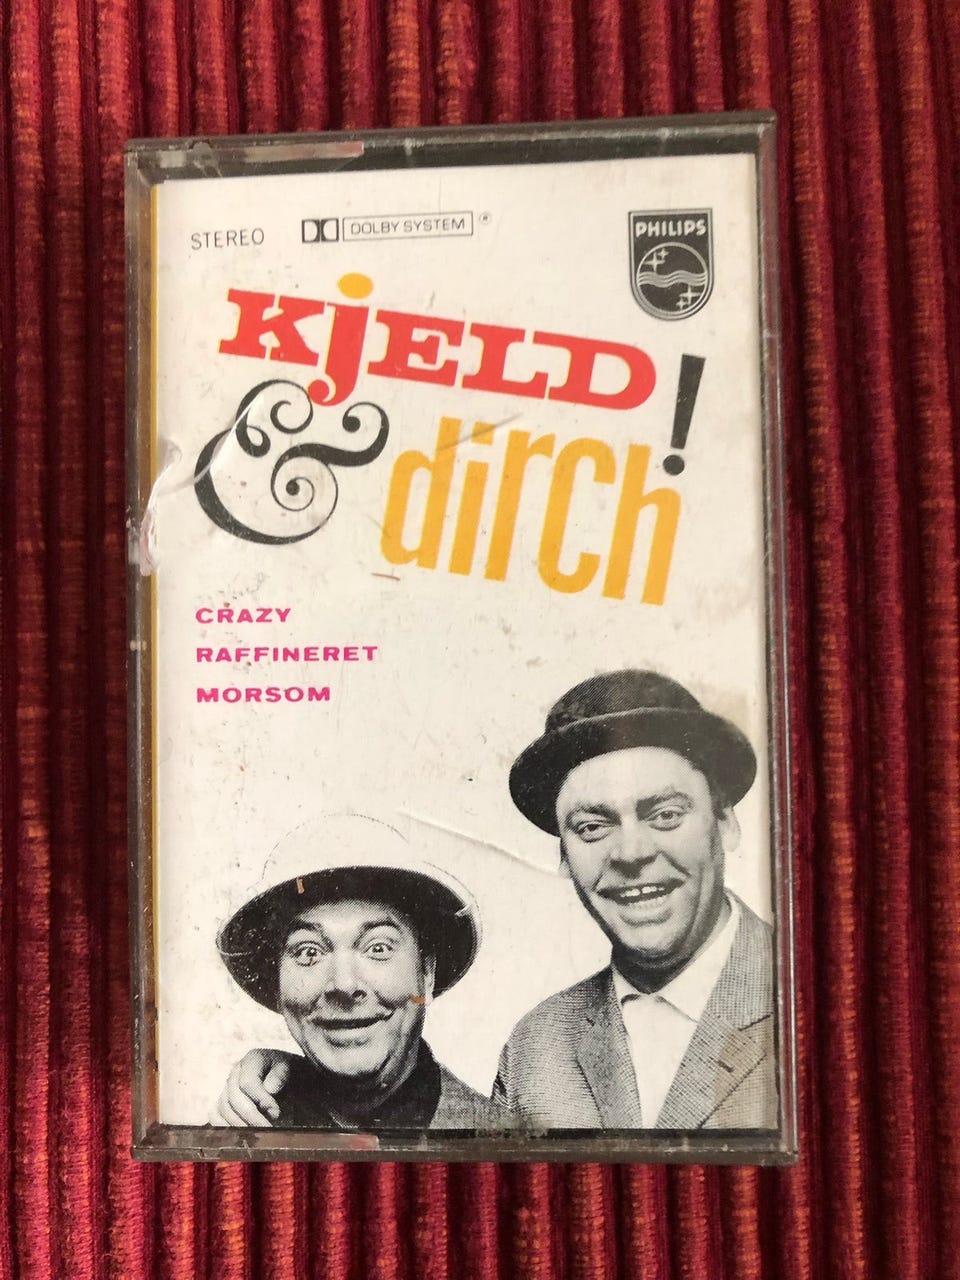 STEREO DOLBY SYSTEM ®
PHILIPS
KjELD
& dirch!
CRAZY
RAFFINERET
MORSOM